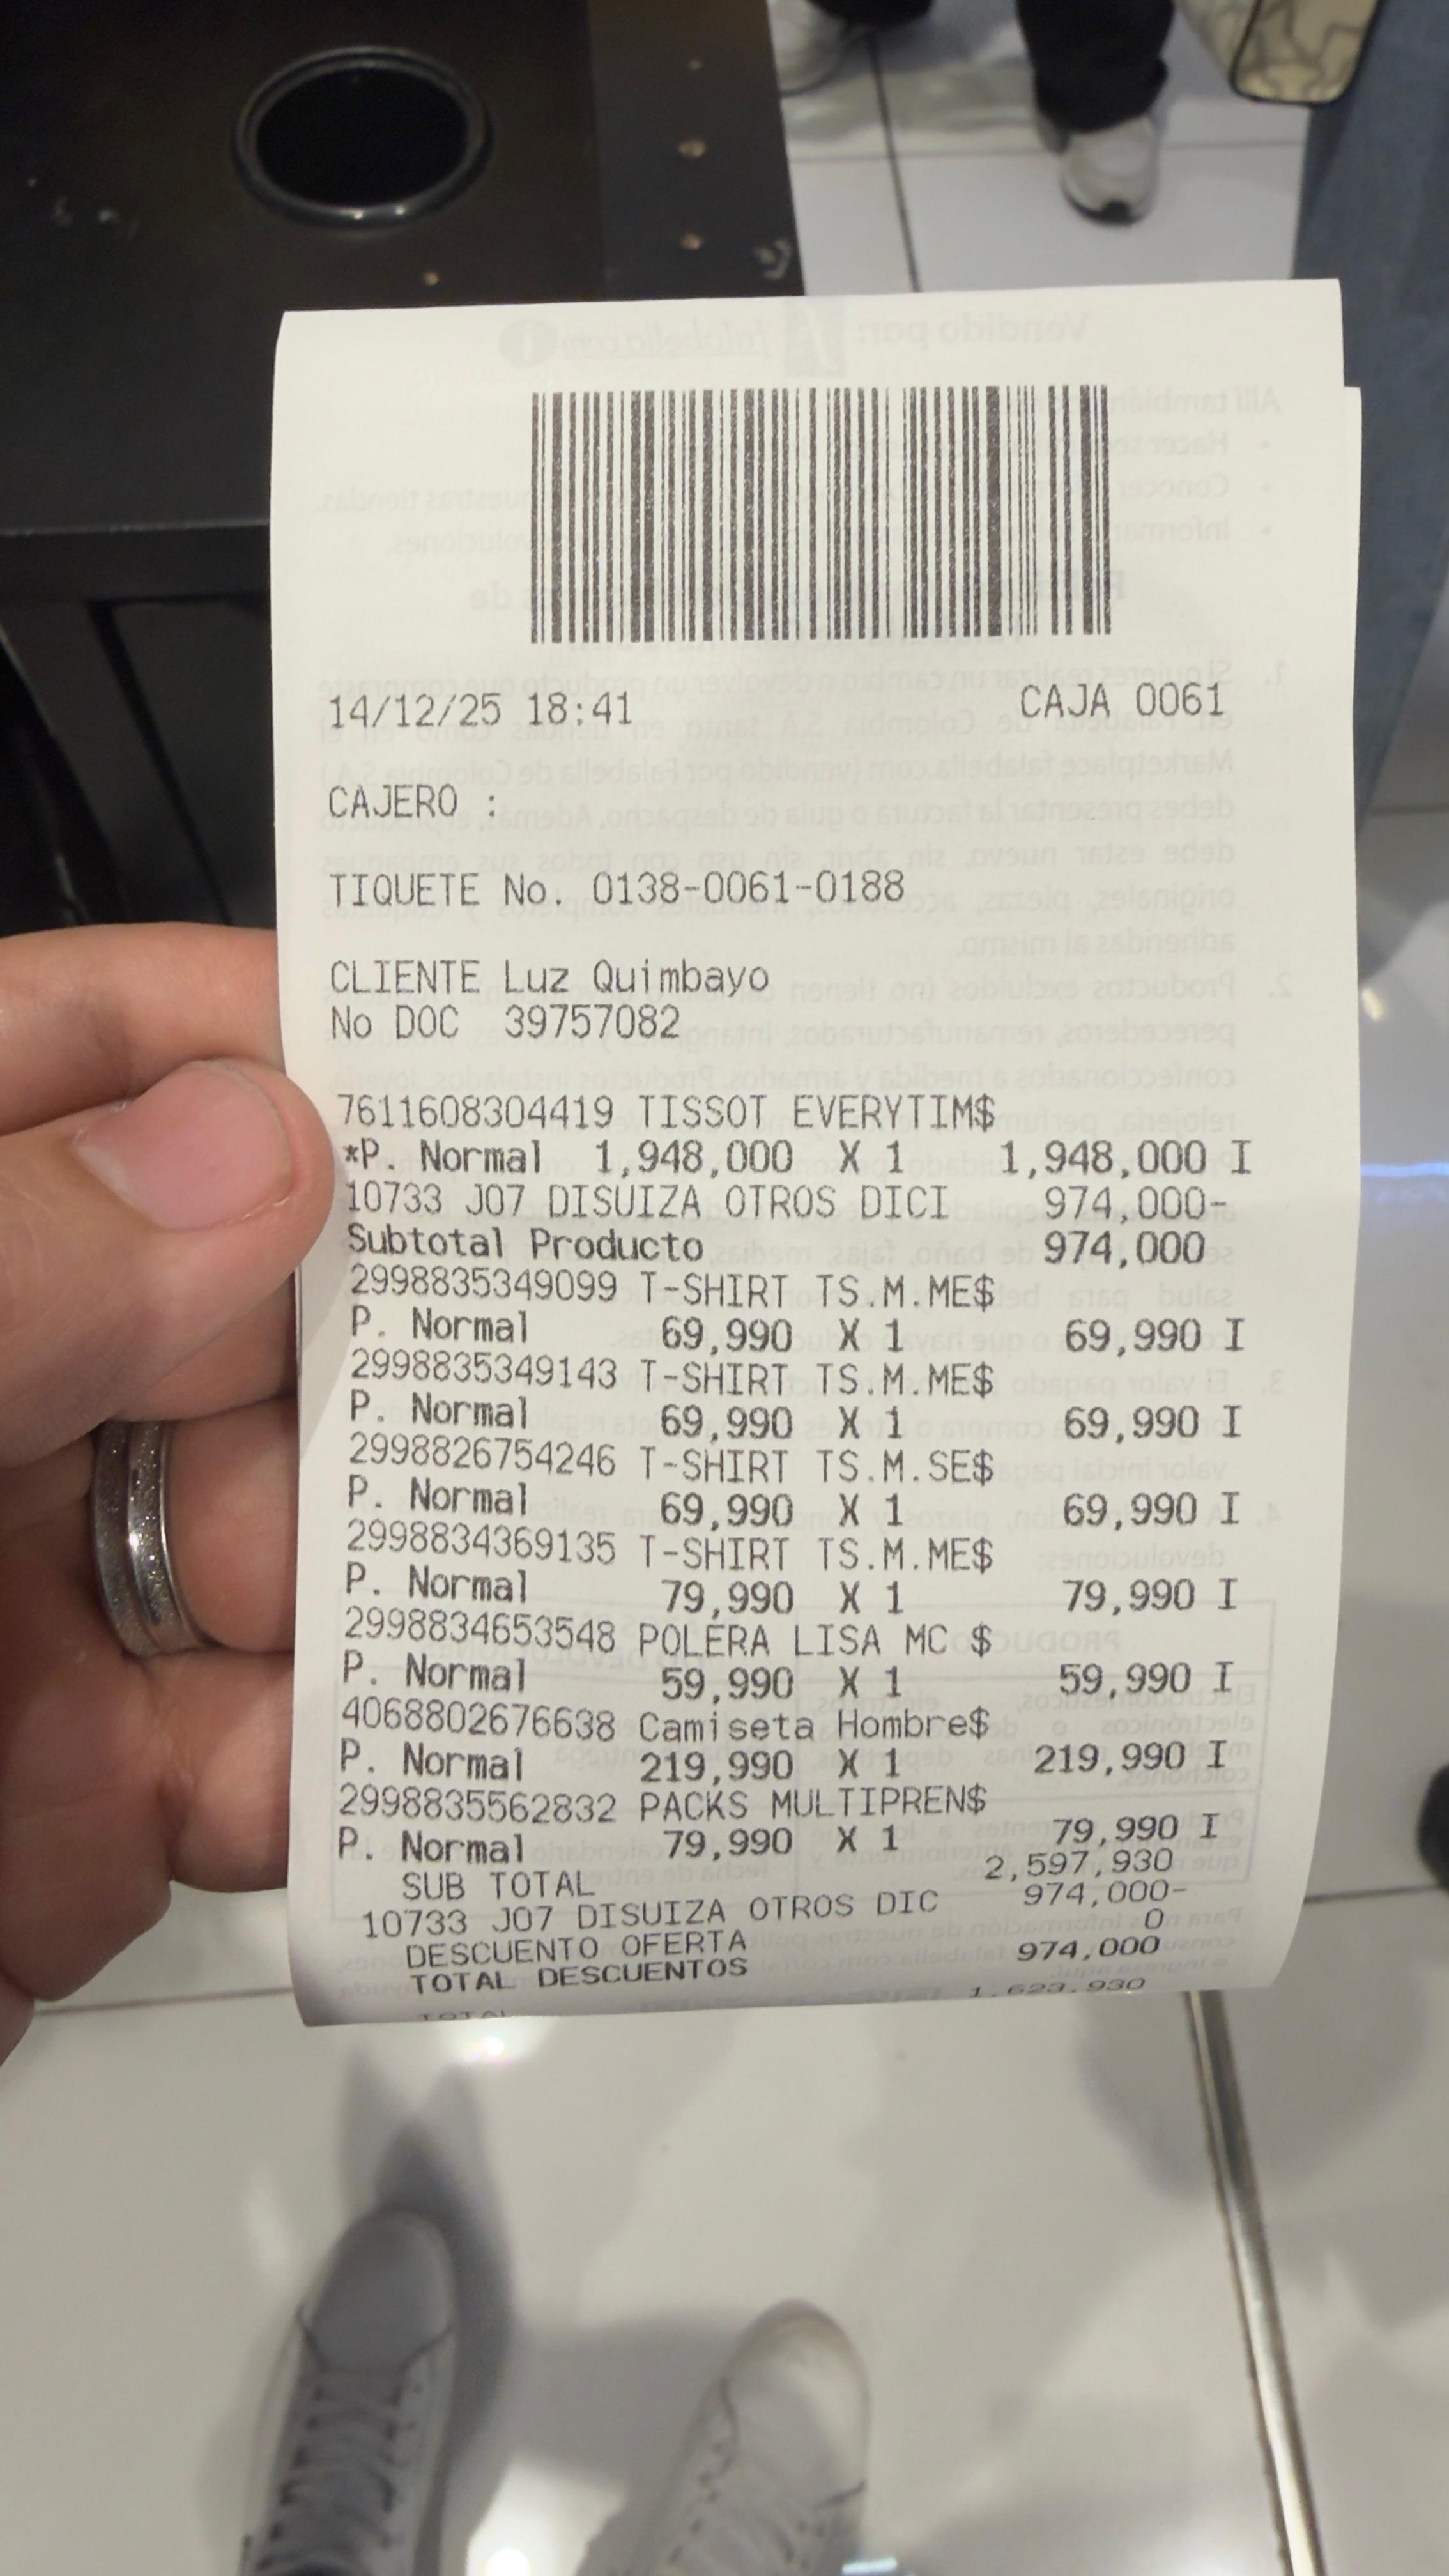 14/12/25 18:41 CAJA 0061
CAJERO :
TIQUETE No. 0138-0061-0188
CLIENTE Luz Quimbayo
No DOC 39757082
7611608304419 TISSOT EVERYTIM$
*P. Normal 1,948,000 X 1 1,948,000 I
10733 J07 DISUIZA OTROS DICI 974,000-
Subtotal Producto 974,000
2998835349099 T-SHIRT TS.M.ME$
P. Normal 69,990 X 1 69,990 I
2998835349143 T-SHIRT TS.M.ME$
P. Normal 69,990 X 1 69,990 I
2998826754246 T-SHIRT TS.M.SE$
P. Normal 69,990 X 1 69,990 I
2998834369135 T-SHIRT TS.M.ME$
P. Normal 79,990 X 1 79,990 I
2998834653548 POLERA LISA MC $
P. Normal 59,990 X 1 59,990 I
4068802676638 Camiseta Hombre$
P. Normal 219,990 X 1 219,990 I
2998835562832 PACKS MULTIPREN$
P. Normal 79,990 X 1 79,990 I
SUB TOTAL 2,597,930
10733 J07 DISUIZA OTROS DIC 974,000-
DESCUENTO OFERTA 0
TOTAL DESCUENTOS 974,000
TOTAL 1,623,930